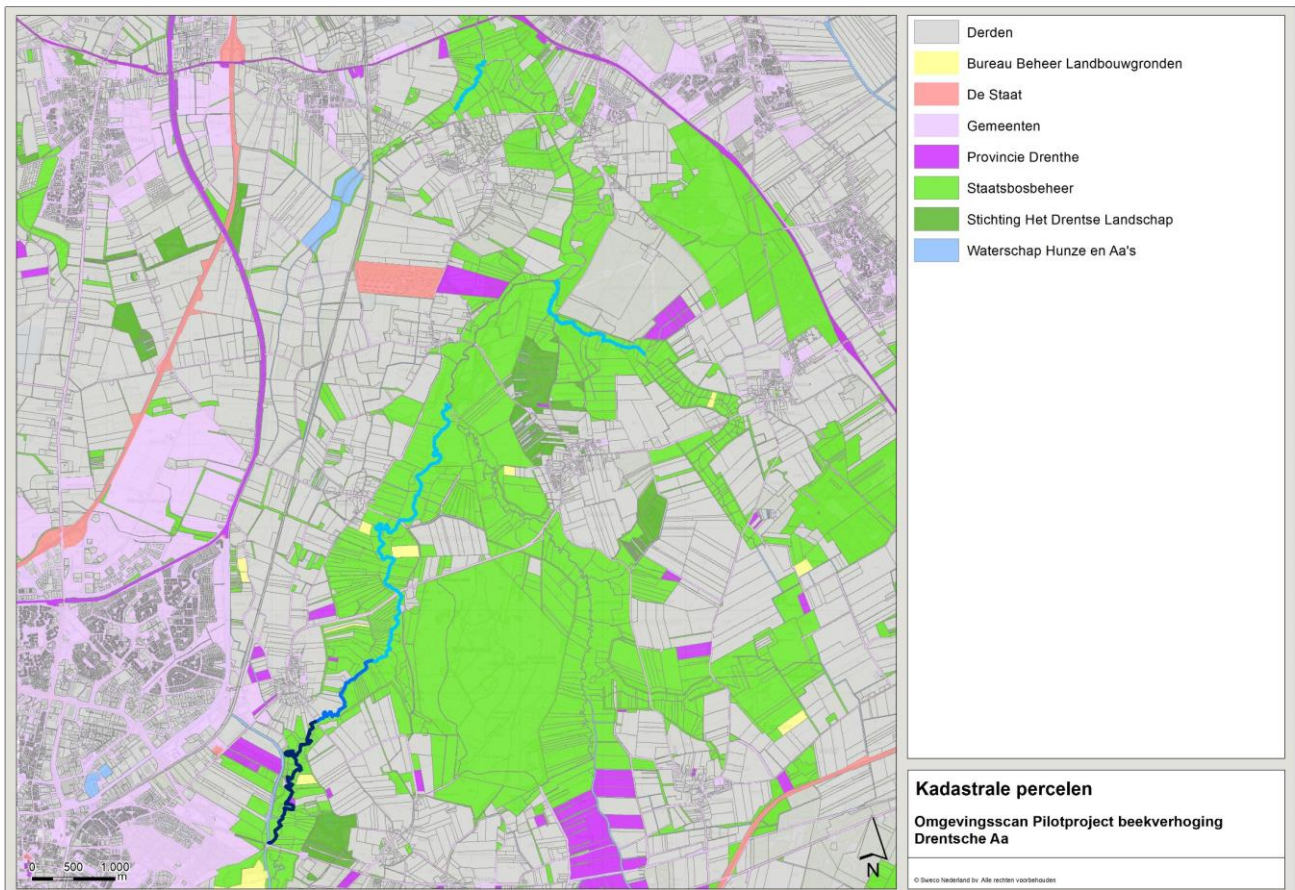 Derden
Bureau Beheer Landbouwgronden
De Staat
Gemeenten
Provincie Drenthe
Staatsbosbeheer
Stichting Het Drentse Landschap
Waterschap Hunze en Aa's
0 500 1.000
m
N
Kadastrale percelen
Omgevingsscan Pilotproject beekverhoging
Drentsche Aa
© Sweco Nederland bv Alle rechten voorbehouden